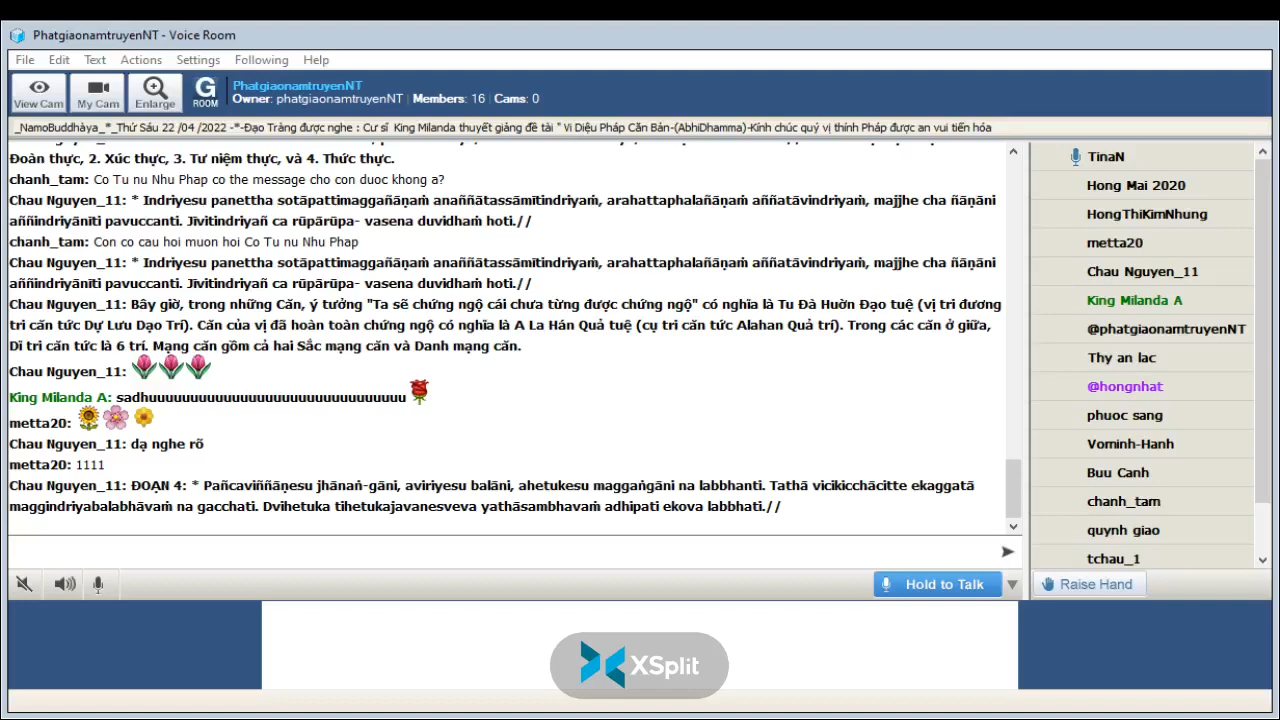 PhatgiaonamtruyenNT - Voice Room
File Edit Text Actions Settings Following Help
View Cam My Cam Enlarge G ROOM
PhatgiaonamtruyenNT
Owner: phatgiaonamtruyenNT Members: 16 Cams: 0
_NamoBuddhàya_*_Thứ Sáu 22 /04 /2022 -*-Đạo Tràng được nghe : Cư sĩ King Milanda thuyết giảng đề tài " Vi Diệu Pháp Căn Bản-(AbhiDhamma)-Kính chúc quý vị thính Pháp được an vui tiến hóa
Đoàn thực, 2. Xúc thực, 3. Tư niệm thực, và 4. Thức thực.
chanh_tam: Co Tu nu Nhu Phap co the message cho con duoc khong a?
Chau Nguyen_11: * Indriyesu panettha sotāpattimaggañāṇaṁ anaññātassāmītindriyaṁ, arahattaphalañāṇaṁ aññatāvindriyaṁ, majjhe cha ñāṇāni
aññindriyānīti pavuccanti. Jīvitindriyañ ca rūpārūpa- vasena duvidhaṁ hoti.//
chanh_tam: Con co cau hoi muon hoi Co Tu nu Nhu Phap
Chau Nguyen_11: * Indriyesu panettha sotāpattimaggañāṇaṁ anaññātassāmītindriyaṁ, arahattaphalañāṇaṁ aññatāvindriyaṁ, majjhe cha ñāṇāni
aññindriyānīti pavuccanti. Jīvitindriyañ ca rūpārūpa- vasena duvidhaṁ hoti.//
Chau Nguyen_11: Bây giờ, trong những Căn, ý tưởng "Ta sẽ chứng ngộ cái chưa từng được chứng ngộ" có nghĩa là Tu Đà Huờn Đạo tuệ (vị tri đương
tri căn tức Dự Lưu Dạo Trí). Căn của vị đã hoàn toàn chứng ngộ có nghĩa là A La Hán Quả tuệ (cụ tri căn tức Alahan Quả trí). Trong các căn ở giữa,
Dĩ tri căn tức là 6 trí. Mạng căn gồm cả hai Sắc mạng căn và Danh mạng căn.
Chau Nguyen_11:
King Milanda A: sadhuuuuuuuuuuuuuuuuuuuuuuuuuuuuuuuu
metta20:
Chau Nguyen_11: dạ nghe rõ
metta20: 1111
Chau Nguyen_11: ĐOẠN 4: * Pañcaviññāṇesu jhānaṅ-gāni, aviriyesu balāni, ahetukesu maggaṅgāni na labbhanti. Tathā vicikicchācitte ekaggatā
maggindriyabalabhāvaṁ na gacchati. Dvihetuka tihetukajavanesveva yathāsambhavaṁ adhipati ekova labbhati.//
TinaN
Hong Mai 2020
HongThiKimNhung
metta20
Chau Nguyen_11
King Milanda A
@phatgiaonamtruyenNT
Thy an lac
@hongnhat
phuoc sang
Vominh-Hanh
Buu Canh
chanh_tam
quynh giao
tchau_1
Hold to Talk
Raise Hand
XSplit